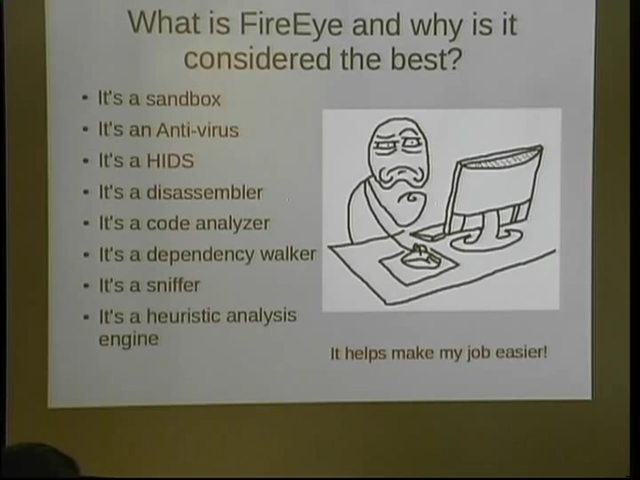 What is FireEye and why is it
considered the best?
• It's a sandbox
• It's an Anti-virus
• It's a HIDS
• It's a disassembler
• It's a code analyzer
• It's a dependency walker
• It's a sniffer
• It's a heuristic analysis
engine
It helps make my job easier!